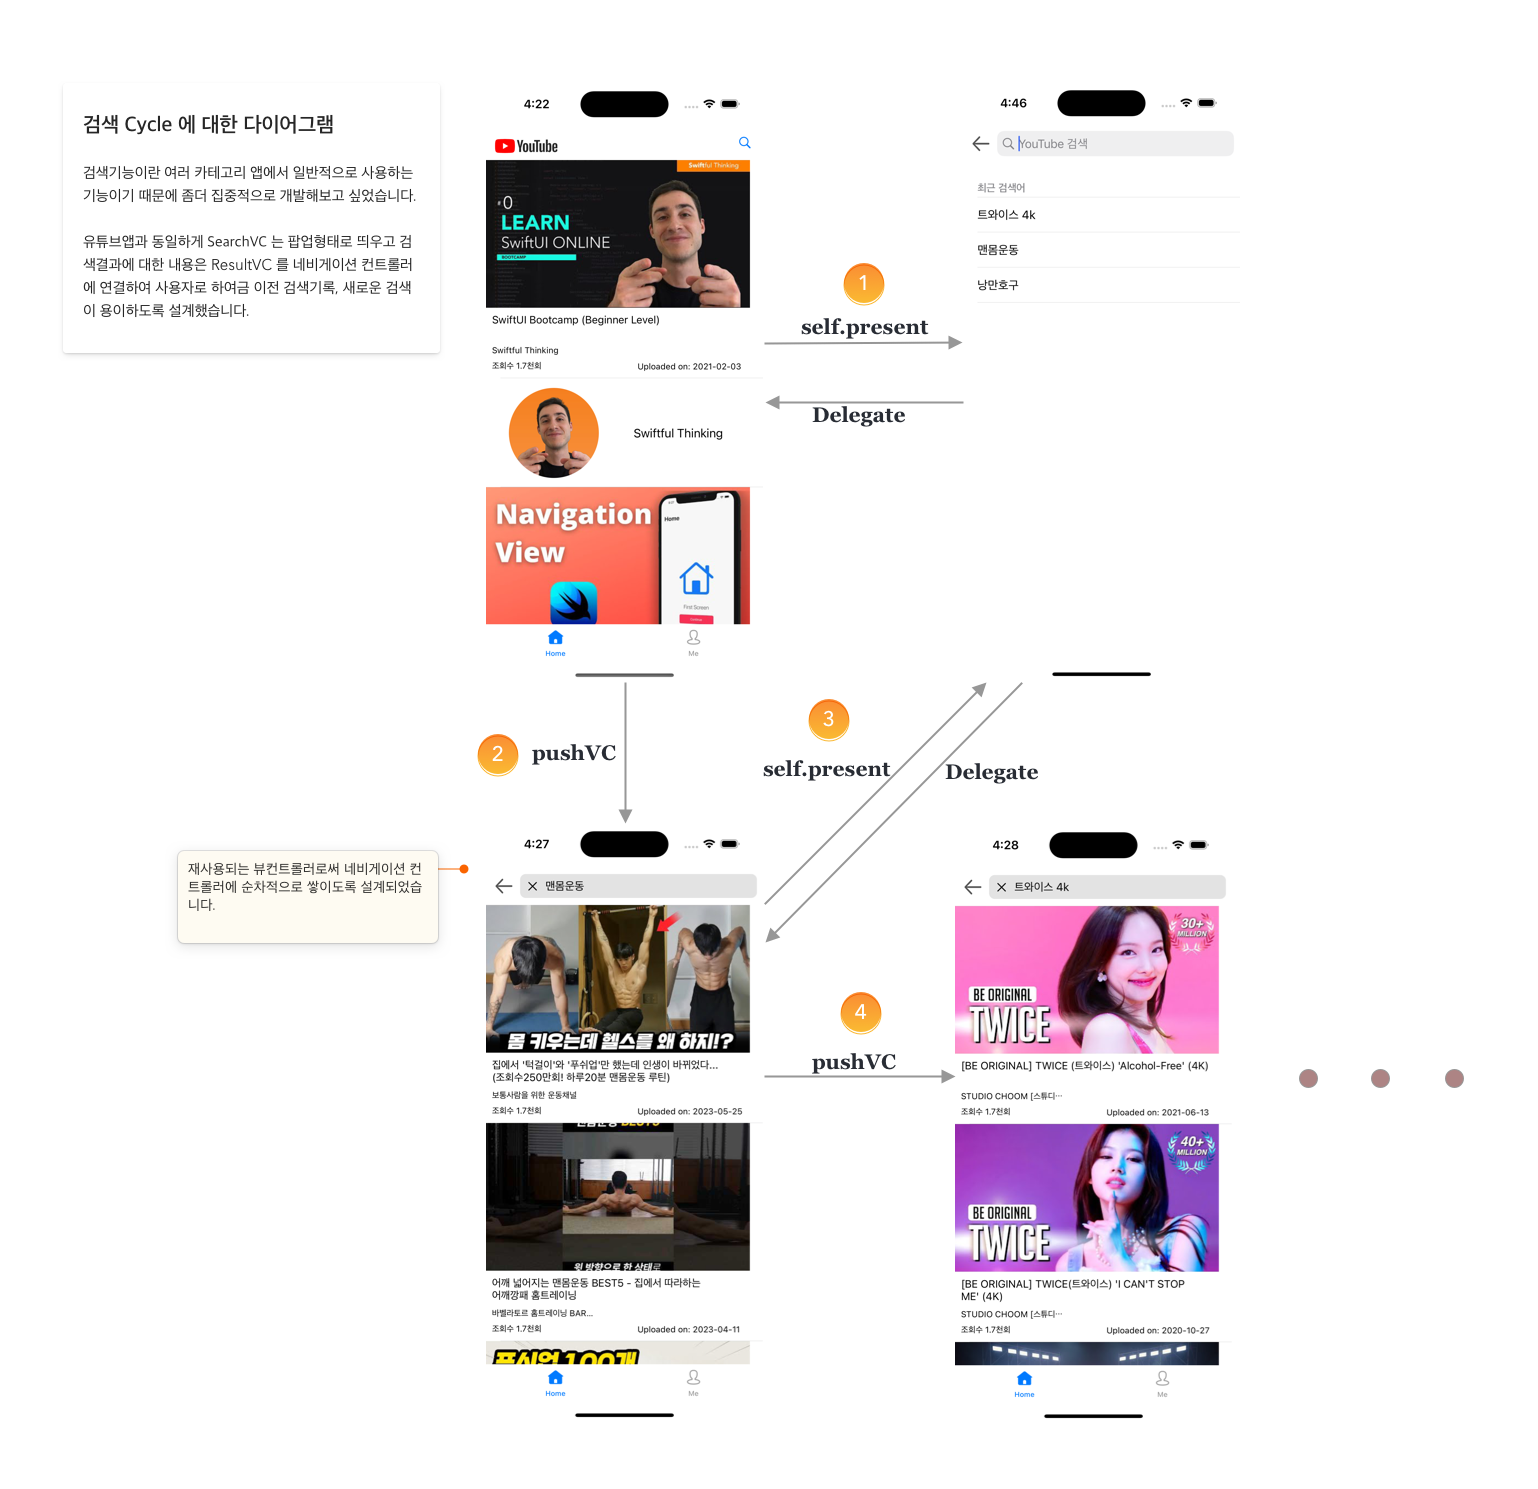 검색 Cycle 에 대한 다이어그램
검색기능이란 여러 카테고리 앱에서 일반적으로 사용하는
기능이기 때문에 좀더 집중적으로 개발해보고 싶었습니다.
유튜브앱과 동일하게 SearchVC 는 팝업형태로 띄우고 검
색결과에 대한 내용은 ResultVC 를 네비게이션 컨트롤러
에 연결하여 사용자로 하여금 이전 검색기록, 새로운 검색
이 용이하도록 설계했습니다.
4:22
YouTube
Swiftful Thinking
0
LEARN
SwiftUI ONLINE
BOOTCAMP
SwiftUI Bootcamp (Beginner Level)
Swiftful Thinking
조회수 1.7천회
Uploaded on: 2021-02-03
Swiftful Thinking
Navigation
View
Home
First Screen
Home
Me
1
self.present
Delegate
4:46
YouTube 검색
최근 검색어
트와이스 4k
맨몸운동
낭만호구
2
pushVC
3
self.present
Delegate
재사용되는 뷰컨트롤러로써 네비게이션 컨
트롤러에 순차적으로 쌓이도록 설계되었습
니다.
4:27
맨몸운동
몸 키우는데 헬스를 왜 하지!?
집에서 '턱걸이'와 '푸쉬업'만 했는데 인생이 바뀌었다...
(조회수250만회! 하루20분 맨몸운동 루틴)
보통사람을 위한 운동채널
조회수 1.7천회
Uploaded on: 2023-05-25
맨몸운동 BEST5
윗 방향으로 한 상태로
어깨 넓어지는 맨몸운동 BEST5 - 집에서 따라하는
어깨깡패 홈트레이닝
바벨라토르 홈트레이닝 BAR...
조회수 1.7천회
Uploaded on: 2023-04-11
푸쉬업 100개
Home
Me
4
pushVC
4:28
트와이스 4k
30+
MILLION
BE ORIGINAL
TWICE
[BE ORIGINAL] TWICE (트와이스) 'Alcohol-Free' (4K)
STUDIO CHOOM [스튜디…
조회수 1.7천회
Uploaded on: 2021-06-13
40+
MILLION
BE ORIGINAL
TWICE
[BE ORIGINAL] TWICE(트와이스) 'I CAN'T STOP
ME' (4K)
STUDIO CHOOM [스튜디…
조회수 1.7천회
Uploaded on: 2020-10-27
Home
Me